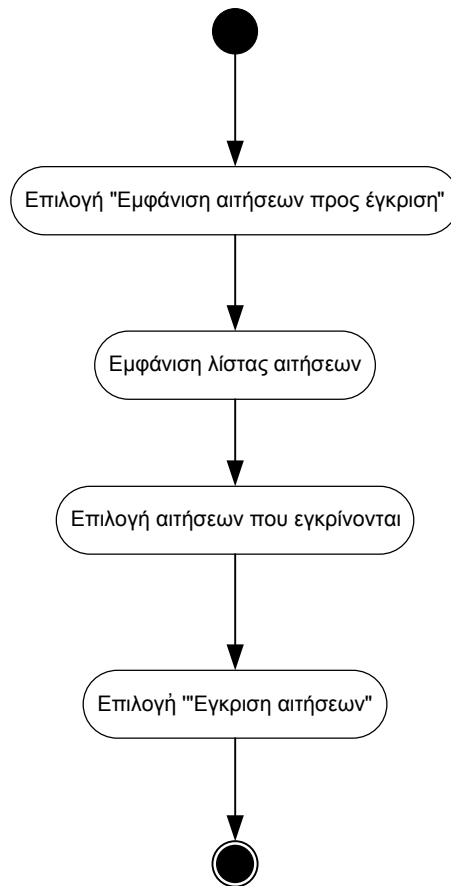 Επιλογή "Εμφάνιση αιτήσεων προς έγκριση"
Εμφάνιση λίστας αιτήσεων
Επιλογή αιτήσεων που εγκρίνονται
Επιλογή '"Εγκριση αιτήσεων"